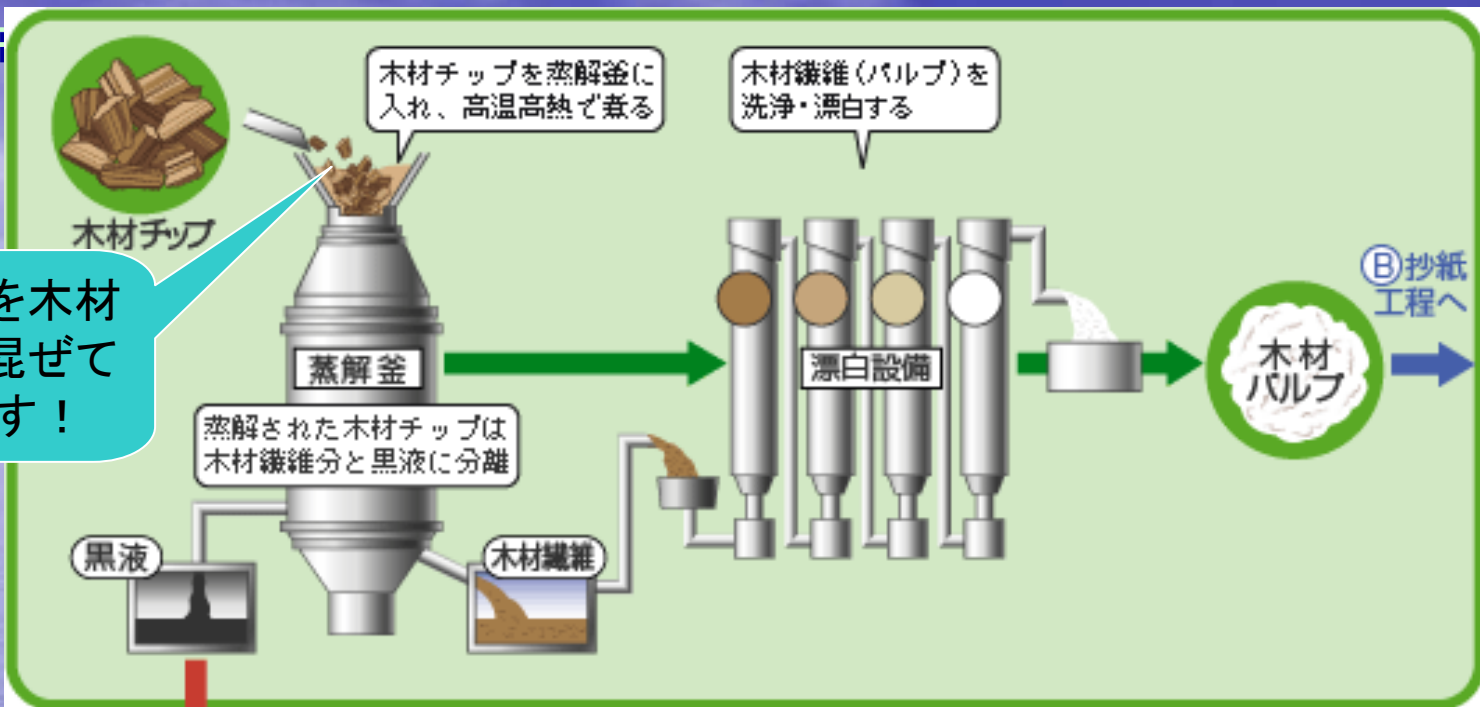 木材チップを蒸解釜に
入れ、高温高熱で煮る
木材繊維(パルプ)を
洗浄・漂白する
木材チップ
を木材
混ぜて
す！
蒸解釜
漂白設備
Ⓑ抄紙
工程へ
木材
パルプ
蒸解された木材チップは
木材繊維分と黒液に分離
黒液
木材繊維